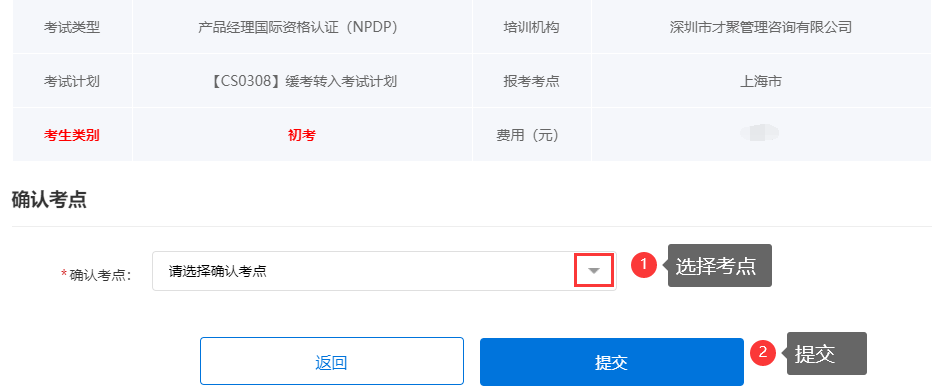 考试类型 产品经理国际资格认证（NPDP） 培训机构 深圳市才聚管理咨询有限公司
考试计划 【CS0308】缓考转入考试计划 报考考点 上海市
考生类别 初考 费用（元）
确认考点
*确认考点： 请选择确认考点 1 选择考点
返回 提交 2 提交